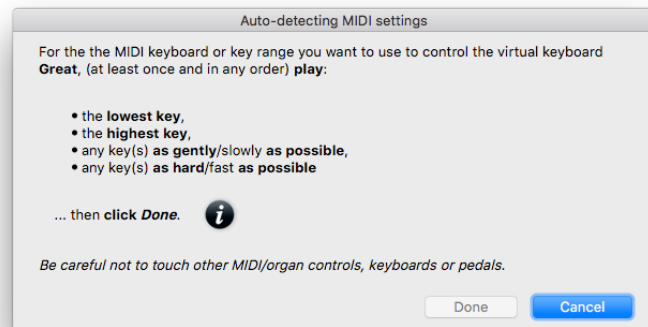 Auto-detecting MIDI settings
For the the MIDI keyboard or key range you want to use to control the virtual keyboard
Great, (at least once and in any order) play:
• the lowest key,
• the highest key,
• any key(s) as gently/slowly as possible,
• any key(s) as hard/fast as possible
... then click Done.
Be careful not to touch other MIDI/organ controls, keyboards or pedals.
Done Cancel